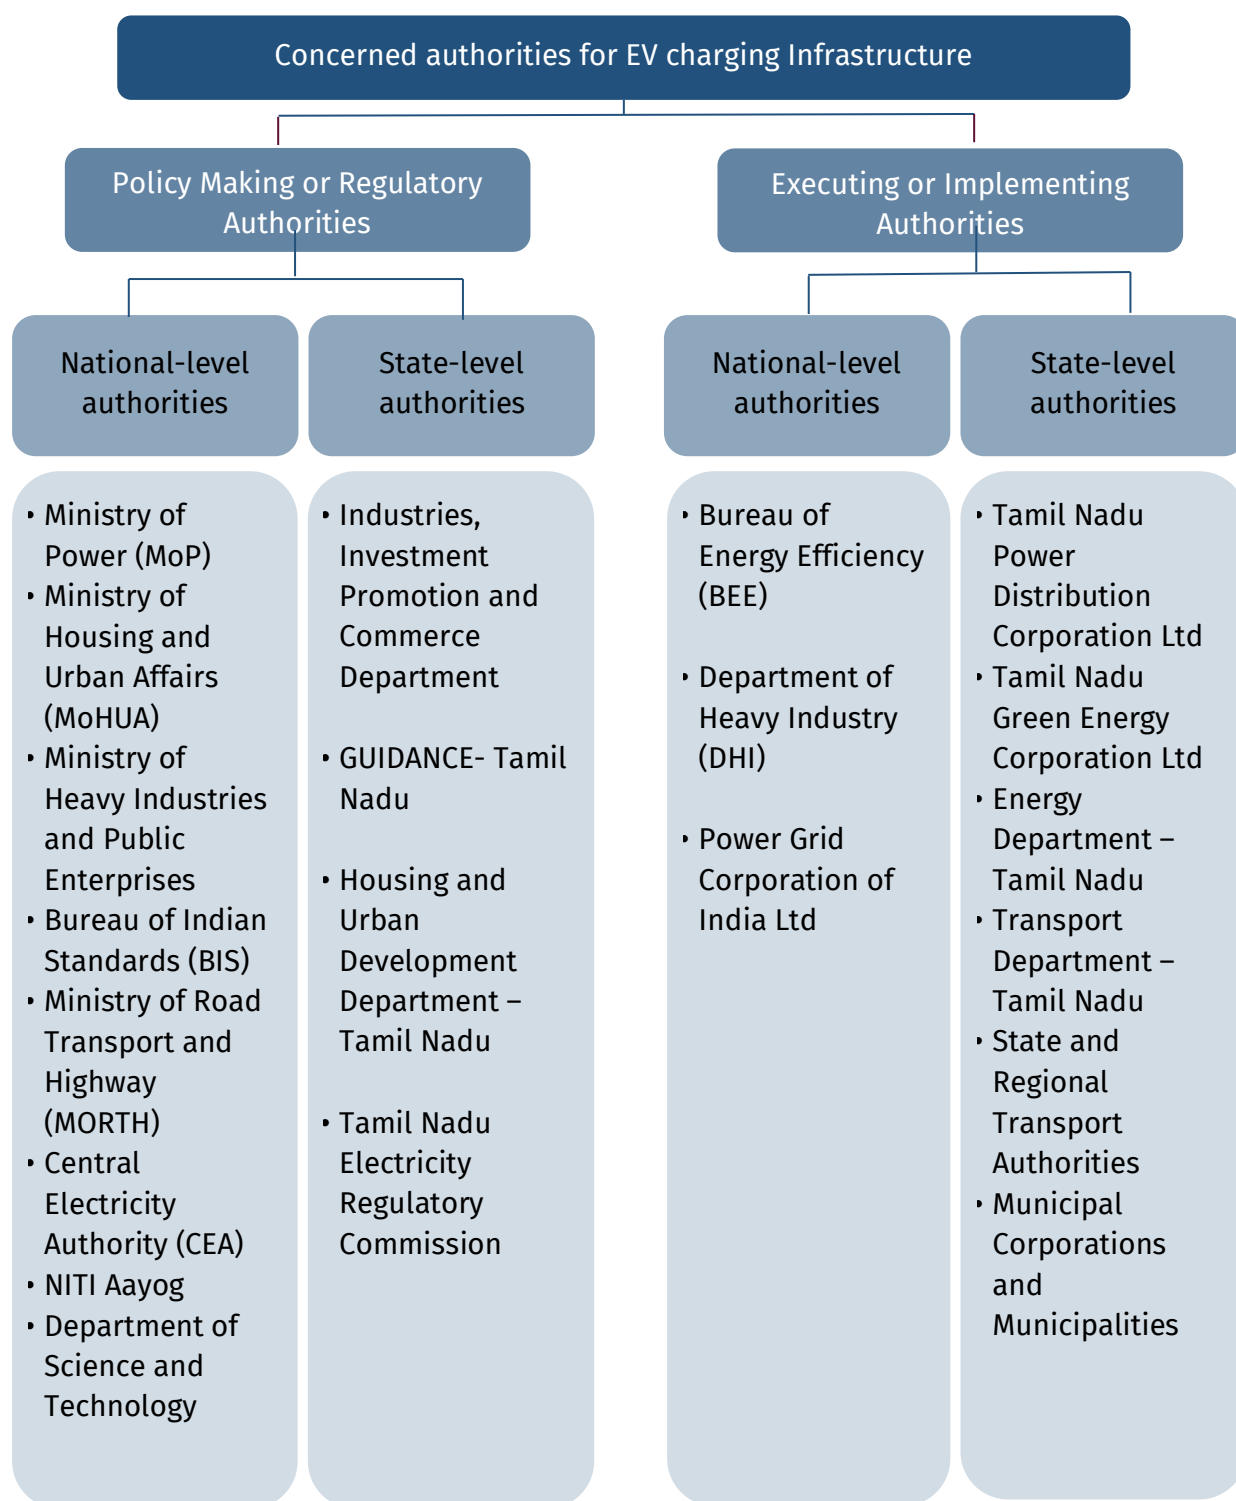 Concerned authorities for EV charging Infrastructure
Policy Making or Regulatory
Authorities
Executing or Implementing
Authorities
National-level
authorities
State-level
authorities
National-level
authorities
State-level
authorities
• Ministry of
Power (MoP)
• Ministry of
Housing and
Urban Affairs
(MoHUA)
• Ministry of
Heavy Industries
and Public
Enterprises
• Bureau of Indian
Standards (BIS)
• Ministry of Road
Transport and
Highway
(MORTH)
• Central
Electricity
Authority (CEA)
• NITI Aayog
• Department of
Science and
Technology
• Industries,
Investment
Promotion and
Commerce
Department
• GUIDANCE- Tamil
Nadu
• Housing and
Urban
Development
Department –
Tamil Nadu
• Tamil Nadu
Electricity
Regulatory
Commission
• Bureau of
Energy Efficiency
(BEE)
• Department of
Heavy Industry
(DHI)
• Power Grid
Corporation of
India Ltd
• Tamil Nadu
Power
Distribution
Corporation Ltd
• Tamil Nadu
Green Energy
Corporation Ltd
• Energy
Department –
Tamil Nadu
• Transport
Department –
Tamil Nadu
• State and
Regional
Transport
Authorities
• Municipal
Corporations
and
Municipalities